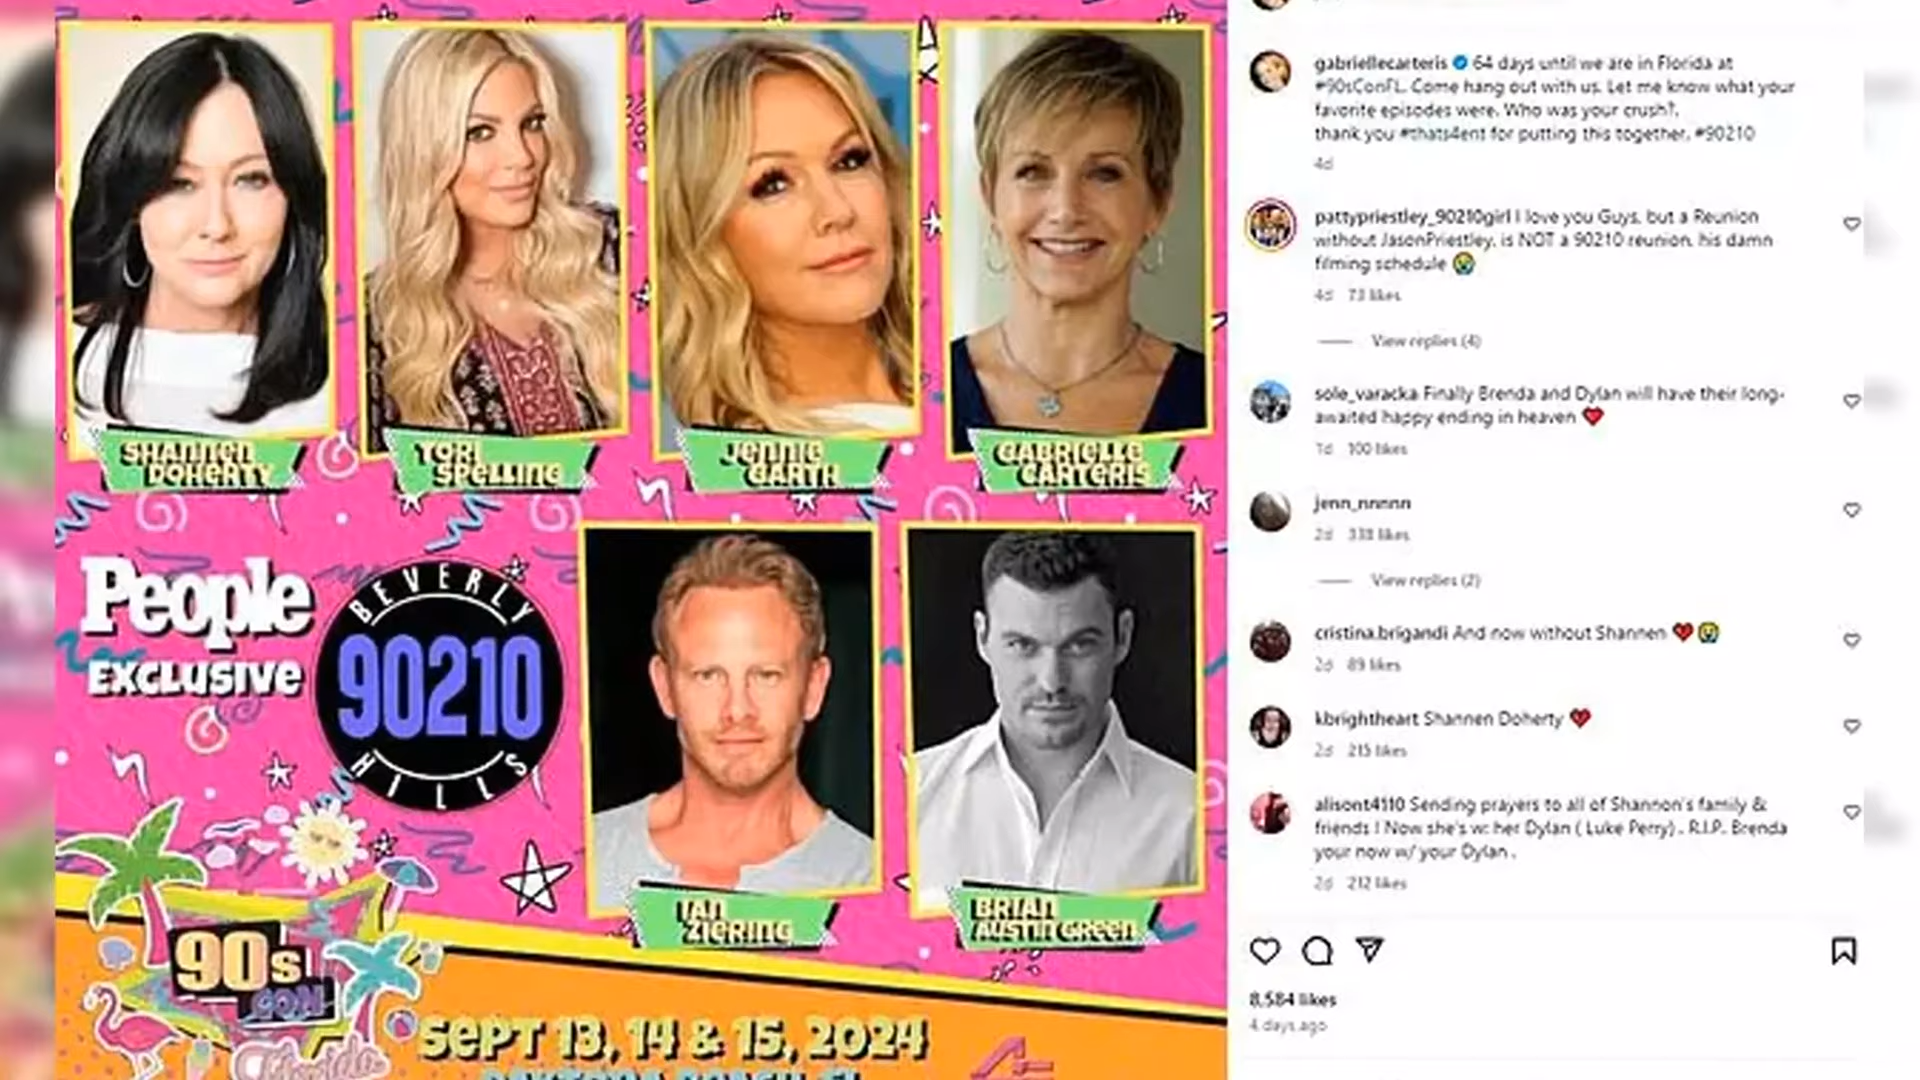 SHANNEN
DOHERTY
TORI
SPELLING
JENNIE
GARTH
GABRIELLE
CARTERIS
People
EXCLUSIVE
BEVERLY
90210
HILLS
IAN
ZIERING
BRIAN
AUSTIN GREEN
90s
CON
Florida
SEPT 13, 14 & 15, 2024
gabriellecarteris 64 days until we are in Florida at
#90sConFL. Come hang out with us. Let me know what your
favorite episodes were. Who was your crush?.
thank you #thats4ent for putting this together. #90210
4d
pattypriestley_90210girl I love you Guys, but a Reunion
without JasonPriestley, is NOT a 90210 reunion, his damn
filming schedule 😭
4d 73 likes
View replies (4)
sole_varacka Finally Brenda and Dylan will have their long-
awaited happy ending in heaven ❤️
1d 100 likes
jenn_nnnnn
2d 338 likes
View replies (2)
cristina.brigandi And now without Shannen 💔😭
2d 89 likes
kbrightheart Shannen Doherty 💔
2d 215 likes
alisont4110 Sending prayers to all of Shannon's family &
friends ! Now she's w: her Dylan ( Luke Perry) . R.I.P. Brenda
your now w/ your Dylan .
2d 212 likes
8,584 likes
4 days ago